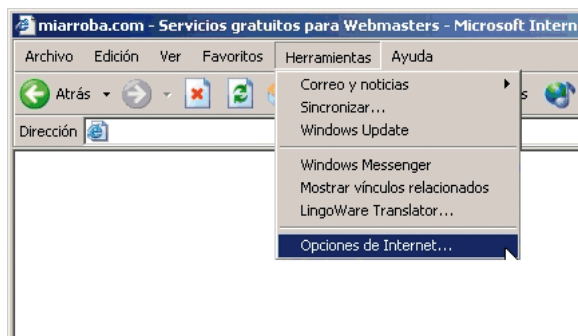 miarroba.com - Servicios gratuitos para Webmasters - Microsoft Intern
Archivo Edición Ver Favoritos Herramientas Ayuda
Atrás s
Correo y noticias
Sincronizar...
Windows Update
Dirección
Windows Messenger
Mostrar vínculos relacionados
LingoWare Translator...
Opciones de Internet...